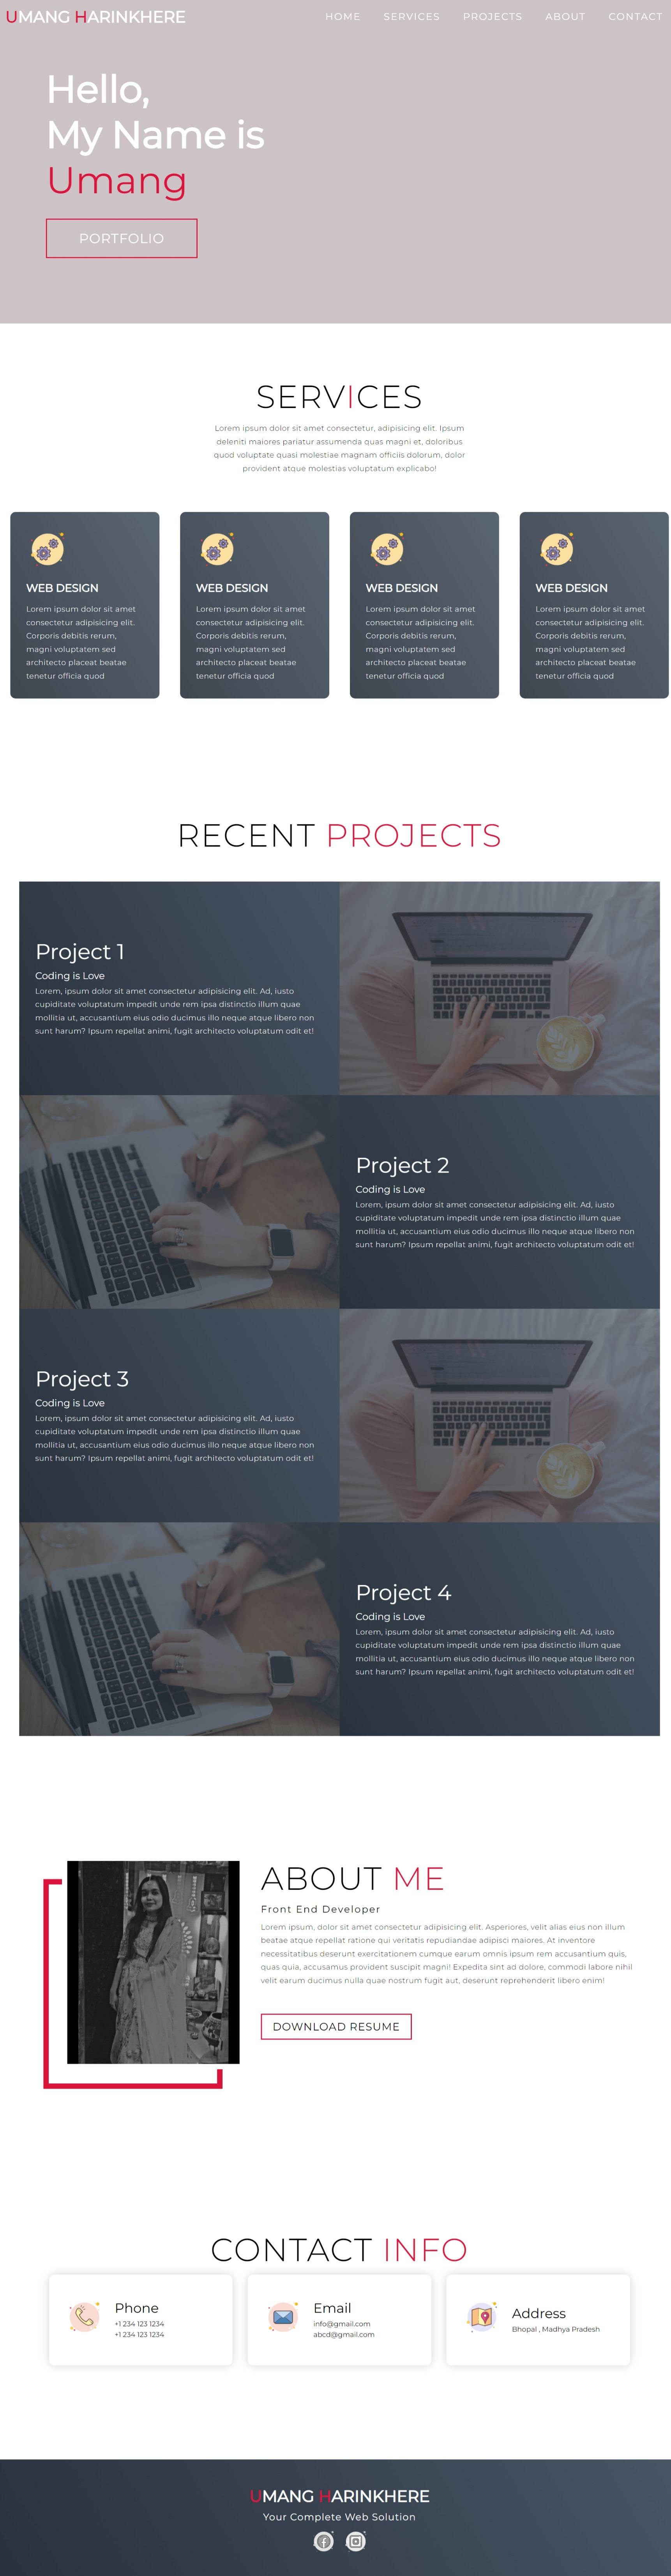 UMANG HARINKHERE
HOME SERVICES PROJECTS ABOUT CONTACT
Hello,
My Name is
Umang
PORTFOLIO
SERVICES
Lorem ipsum dolor sit amet consectetur, adipisicing elit. Ipsum
deleniti maiores pariatur assumenda quas magni et, doloribus
quod voluptate quasi molestiae magnam officiis dolorum, dolor
provident atque molestias voluptatum explicabo!
WEB DESIGN
Lorem ipsum dolor sit amet
consectetur adipisicing elit.
Corporis debitis rerum,
magni voluptatem sed
architecto placeat beatae
tenetur officia quod
WEB DESIGN
Lorem ipsum dolor sit amet
consectetur adipisicing elit.
Corporis debitis rerum,
magni voluptatem sed
architecto placeat beatae
tenetur officia quod
WEB DESIGN
Lorem ipsum dolor sit amet
consectetur adipisicing elit.
Corporis debitis rerum,
magni voluptatem sed
architecto placeat beatae
tenetur officia quod
WEB DESIGN
Lorem ipsum dolor sit amet
consectetur adipisicing elit.
Corporis debitis rerum,
magni voluptatem sed
architecto placeat beatae
tenetur officia quod
RECENT PROJECTS
Project 1
Coding is Love
Lorem, ipsum dolor sit amet consectetur adipisicing elit. Ad, iusto
cupiditate voluptatum impedit unde rem ipsa distinctio illum quae
mollitia ut, accusantium eius odio ducimus illo neque atque libero non
sunt harum? Ipsum repellat animi, fugit architecto voluptatum odit et!
Project 2
Coding is Love
Lorem, ipsum dolor sit amet consectetur adipisicing elit. Ad, iusto
cupiditate voluptatum impedit unde rem ipsa distinctio illum quae
mollitia ut, accusantium eius odio ducimus illo neque atque libero non
sunt harum? Ipsum repellat animi, fugit architecto voluptatum odit et!
Project 3
Coding is Love
Lorem, ipsum dolor sit amet consectetur adipisicing elit. Ad, iusto
cupiditate voluptatum impedit unde rem ipsa distinctio illum quae
mollitia ut, accusantium eius odio ducimus illo neque atque libero non
sunt harum? Ipsum repellat animi, fugit architecto voluptatum odit et!
Project 4
Coding is Love
Lorem, ipsum dolor sit amet consectetur adipisicing elit. Ad, iusto
cupiditate voluptatum impedit unde rem ipsa distinctio illum quae
mollitia ut, accusantium eius odio ducimus illo neque atque libero non
sunt harum? Ipsum repellat animi, fugit architecto voluptatum odit et!
ABOUT ME
Front End Developer
Lorem ipsum, dolor sit amet consectetur adipisicing elit. Asperiores, velit alias eius non illum
beatae atque repellat ratione qui veritatis repudiandae adipisci maiores. At inventore
necessitatibus deserunt exercitationem cumque earum omnis ipsum rem accusantium quis,
quas quia, accusamus provident suscipit magni! Expedita sint ad dolore, commodi labore nihil
velit earum ducimus nulla quae nostrum fugit aut, deserunt reprehenderit libero enim!
DOWNLOAD RESUME
CONTACT INFO
Phone
+1 234 123 1234
+1 234 123 1234
Email
info@gmail.com
abcd@gmail.com
Address
Bhopal , Madhya Pradesh
UMANG HARINKHERE
Your Complete Web Solution